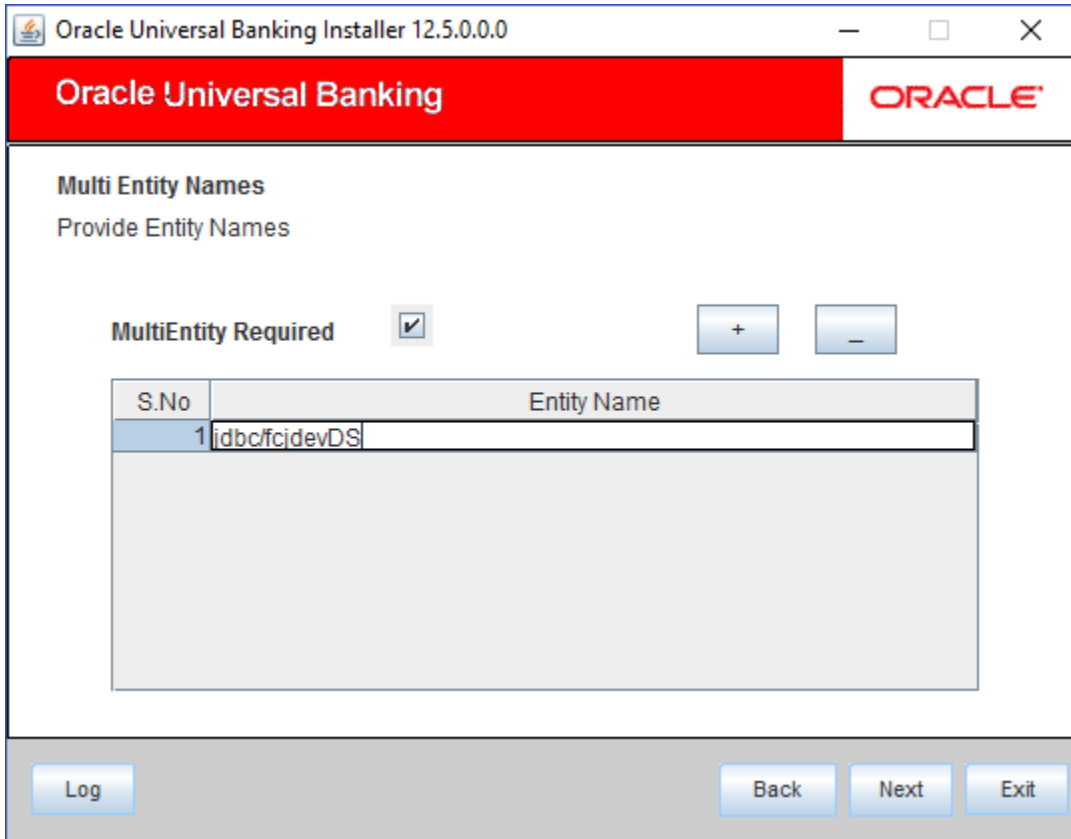 Oracle Universal Banking Installer 12.5.0.0.0
Oracle Universal Banking
ORACLE
Multi Entity Names
Provide Entity Names
MultiEntity Required + _
S.No Entity Name
1 jdbc/fcjdevDS
Log Back Next Exit